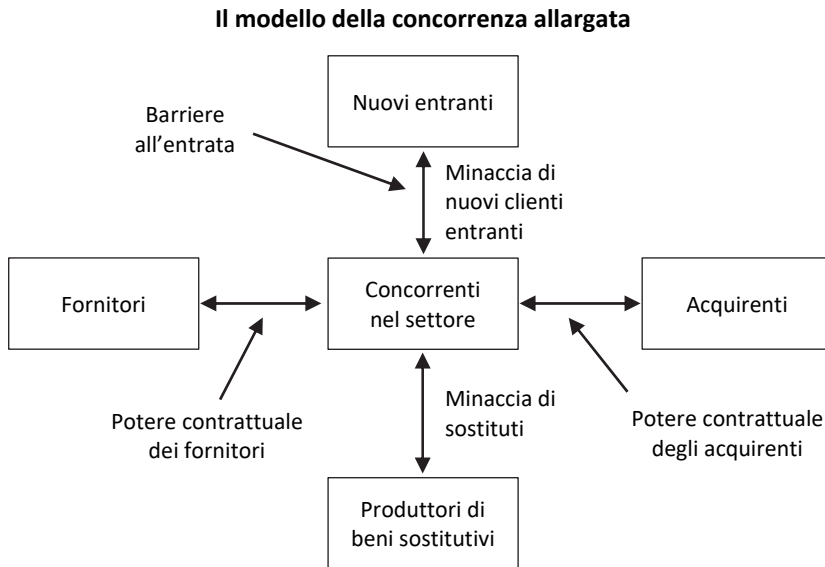 Il modello della concorrenza allargata
Nuovi entranti
Barriere
all’entrata
Minaccia di
nuovi clienti
entranti
Fornitori
Concorrenti
nel settore
Acquirenti
Potere contrattuale
dei fornitori
Minaccia di
sostituti
Potere contrattuale
degli acquirenti
Produttori di
beni sostitutivi